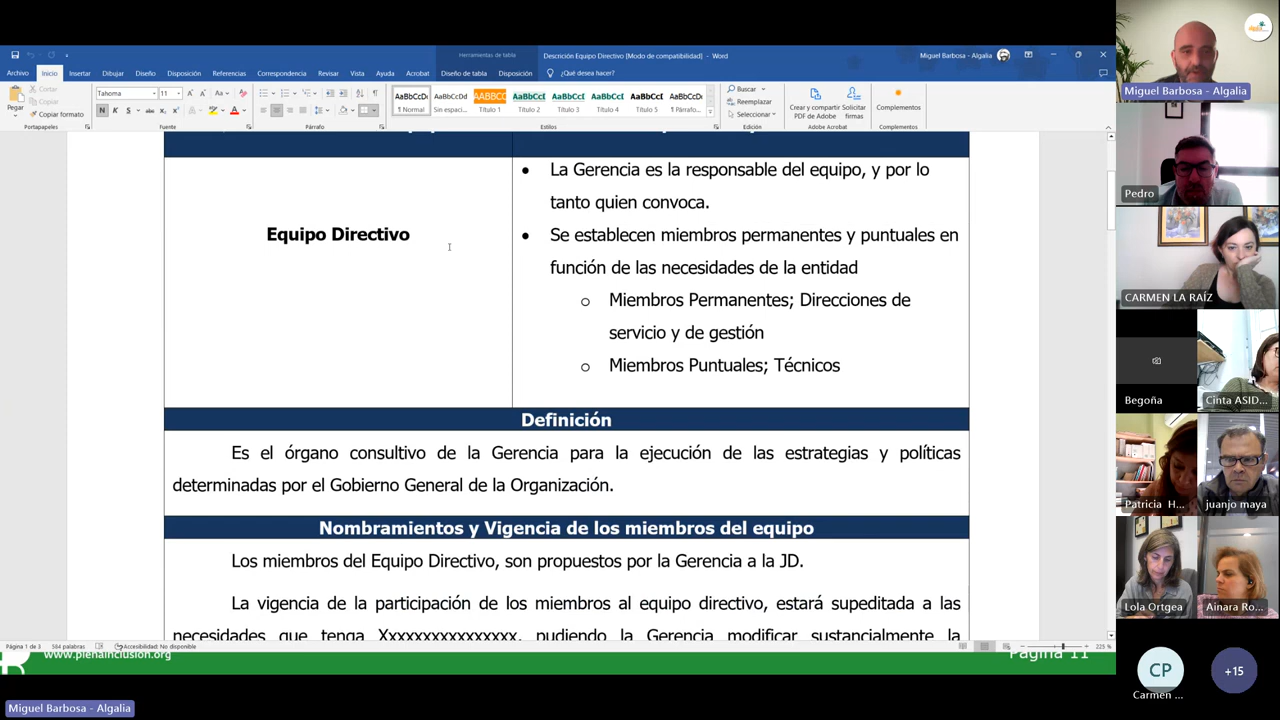 Herramientas de tabla
Descrición Equipo Directivo [Modo de compatibilidad] - Word
Miguel Barbosa - Algalia
Archivo Inicio Insertar Dibujar Diseño Disposición Referencias Correspondencia Revisar Vista Ayuda Acrobat Diseño de tabla Disposición ¿Qué desea hacer?
Pegar
Cortar
Copiar
Copiar formato
Portapapeles
Tahoma 11
Fuente
Párrafo
AaBbCcDc AaBbCcDc AaBbCC AaBbCcI AaBbCcDc AaBbCcDc AaBbCcDc AaBbCcDc
¶ Normal Sin espaci... Título 1 Título 2 Título 3 Título 4 Título 5 ¶ Párrafo...
Estilos
Buscar
Reemplazar
Seleccionar
Edición
Crear y compartir PDF de Adobe
Solicitar firmas
Adobe Acrobat
Complementos
Complementos
Equipo Directivo
• La Gerencia es la responsable del equipo, y por lo
tanto quien convoca.
• Se establecen miembros permanentes y puntuales en
función de las necesidades de la entidad
o Miembros Permanentes; Direcciones de
servicio y de gestión
o Miembros Puntuales; Técnicos
Definición
Es el órgano consultivo de la Gerencia para la ejecución de las estrategias y políticas
determinadas por el Gobierno General de la Organización.
Nombramientos y Vigencia de los miembros del equipo
Los miembros del Equipo Directivo, son propuestos por la Gerencia a la JD.
La vigencia de la participación de los miembros al equipo directivo, estará supeditada a las
necesidades que tenga Xxxxxxxxxxxxxxxx, pudiendo la Gerencia modificar sustancialmente la
Página 1 de 3 584 palabras Accesibilidad: No disponible
225 %
www.plenainclusion.org
Página 11
Miguel Barbosa - Algalia
Miguel Barbosa - Algalia
Pedro
CARMEN LA RAÍZ
Begoña
Cinta ASID...
Patricia H...
juanjo maya
Lola Ortgea
Ainara Ro...
CP
Carmen ...
+15